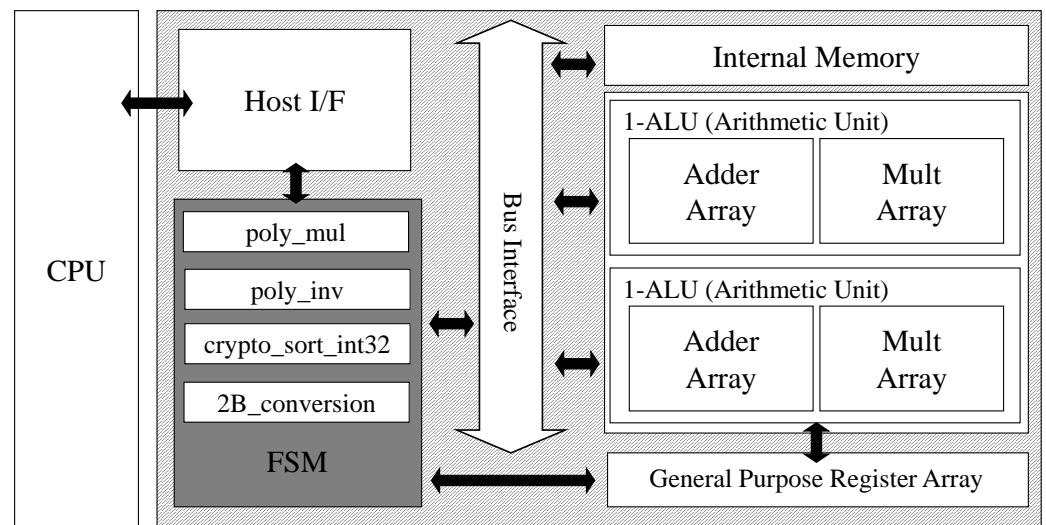 CPU
Host I/F
poly_mul
poly_inv
crypto_sort_int32
2B_conversion
FSM
Bus Interface
Internal Memory
1-ALU (Arithmetic Unit)
Adder
Array
Mult
Array
1-ALU (Arithmetic Unit)
Adder
Array
Mult
Array
General Purpose Register Array